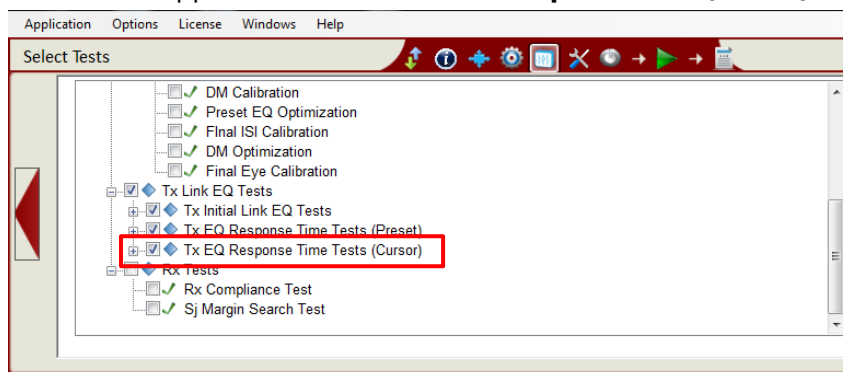 Application Options License Windows Help
Select Tests
DM Calibration
Preset EQ Optimization
FInal ISI Calibration
DM Optimization
Final Eye Calibration
Tx Link EQ Tests
Tx Initial Link EQ Tests
Tx EQ Response Time Tests (Preset)
Tx EQ Response Time Tests (Cursor)
Rx Tests
Rx Compliance Test
Sj Margin Search Test